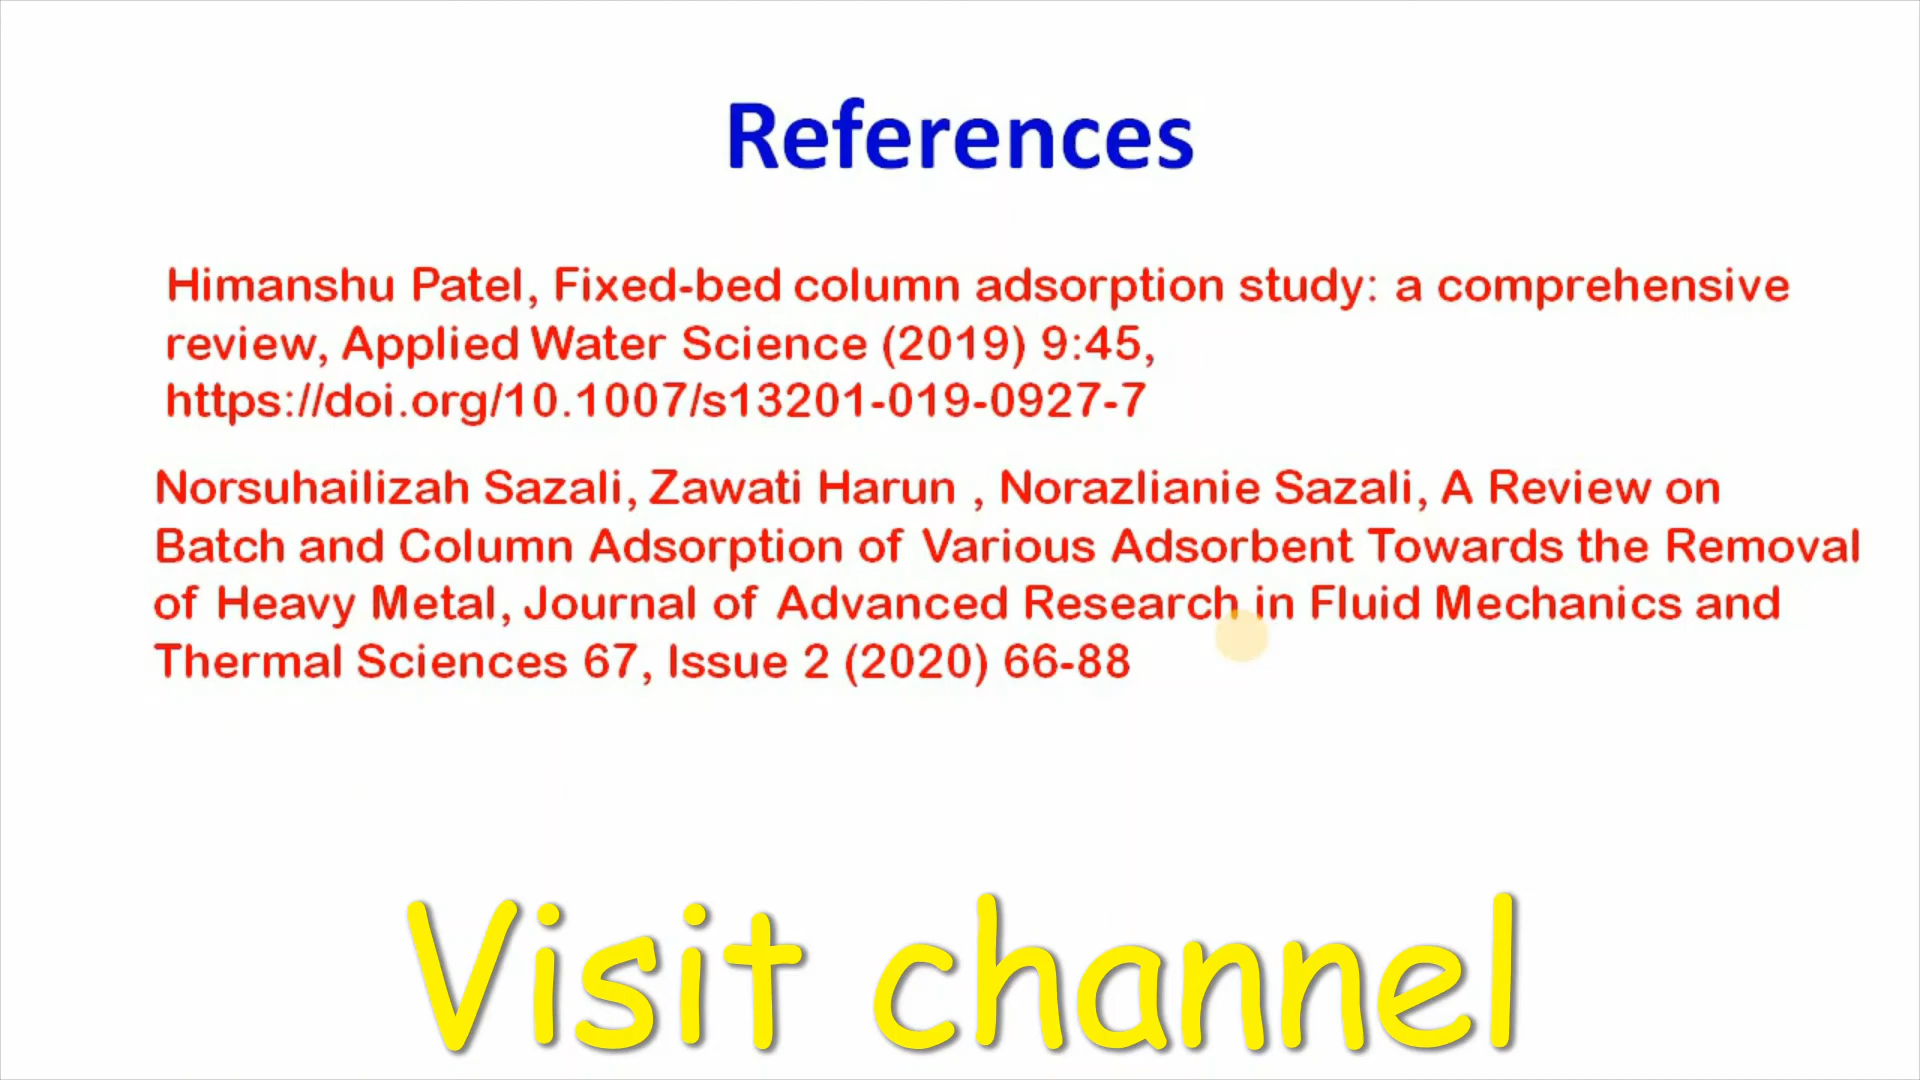 References
Himanshu Patel, Fixed-bed column adsorption study: a comprehensive
review, Applied Water Science (2019) 9:45,
https://doi.org/10.1007/s13201-019-0927-7
Norsuhailizah Sazali, Zawati Harun , Norazlianie Sazali, A Review on
Batch and Column Adsorption of Various Adsorbent Towards the Removal
of Heavy Metal, Journal of Advanced Research in Fluid Mechanics and
Thermal Sciences 67, Issue 2 (2020) 66-88
Visit channel